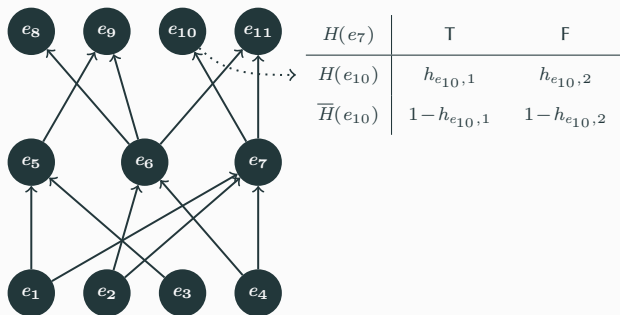 e₈ e₉ e₁₀ e₁₁
H(e₇) T F
H(e₁₀) h_{e₁₀,1} h_{e₁₀,2}
H̅(e₁₀) 1−h_{e₁₀,1} 1−h_{e₁₀,2}
e₅ e₆ e₇
e₁ e₂ e₃ e₄